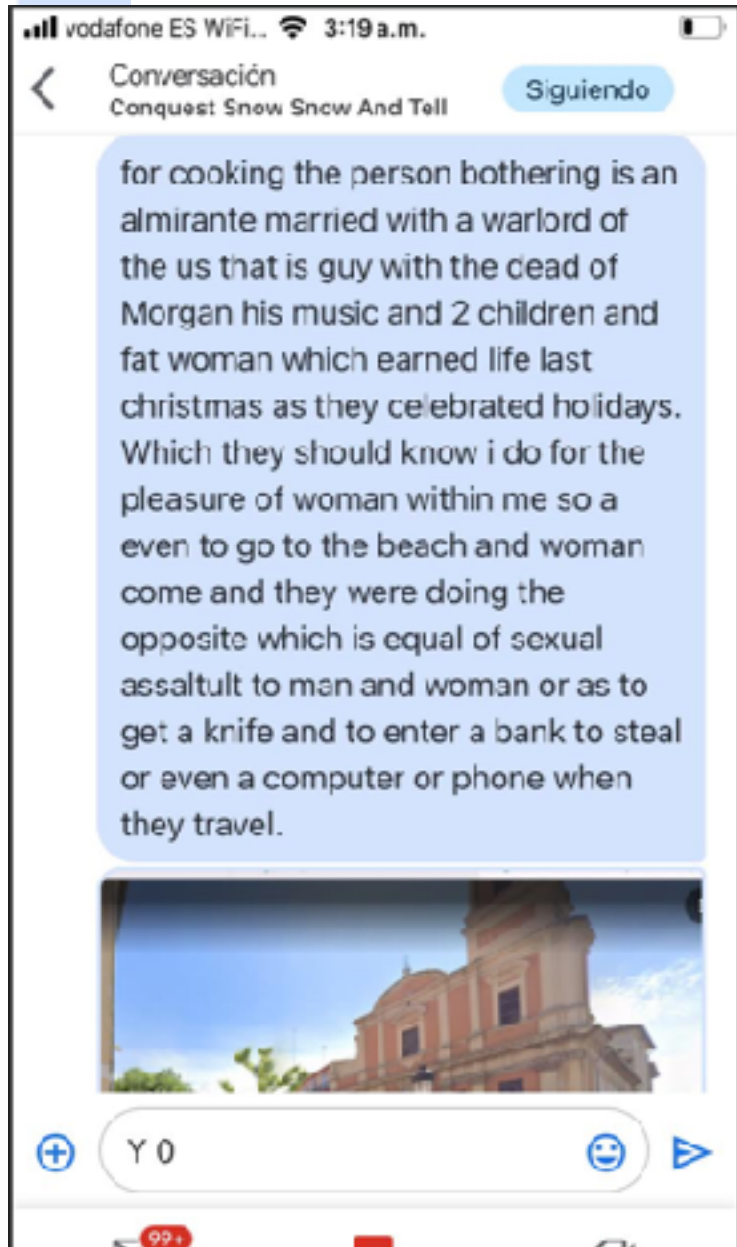 vodafone ES WiFi... 3:19 a.m.
Conversación
Conquest Snow Snow And Tell
Siguiendo
for cooking the person bothering is an
almirante married with a warlord of
the us that is guy with the dead of
Morgan his music and 2 children and
fat woman which earned life last
christmas as they celebrated holidays.
Which they should know i do for the
pleasure of woman within me so a
even to go to the beach and woman
come and they were doing the
opposite which is equal of sexual
assaltult to man and woman or as to
get a knife and to enter a bank to steal
or even a computer or phone when
they travel.
Y 0
99+